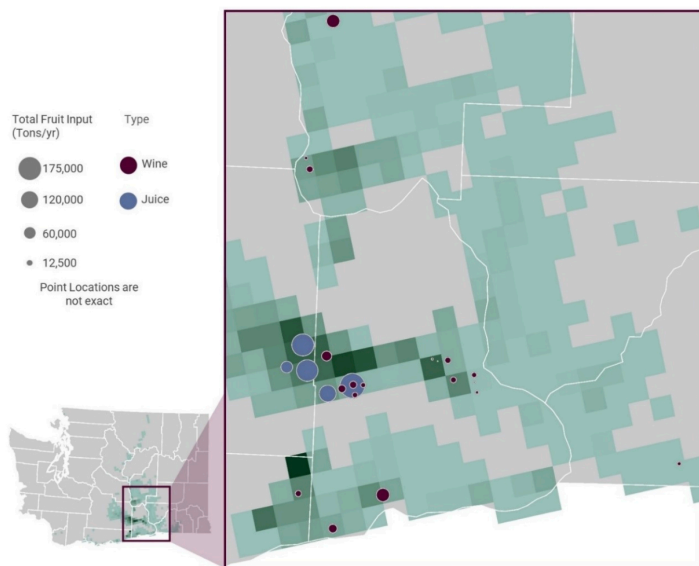 Total Fruit Input
(Tons/yr)
Type
175,000
Wine
120,000
Juice
60,000
12,500
Point Locations are
not exact